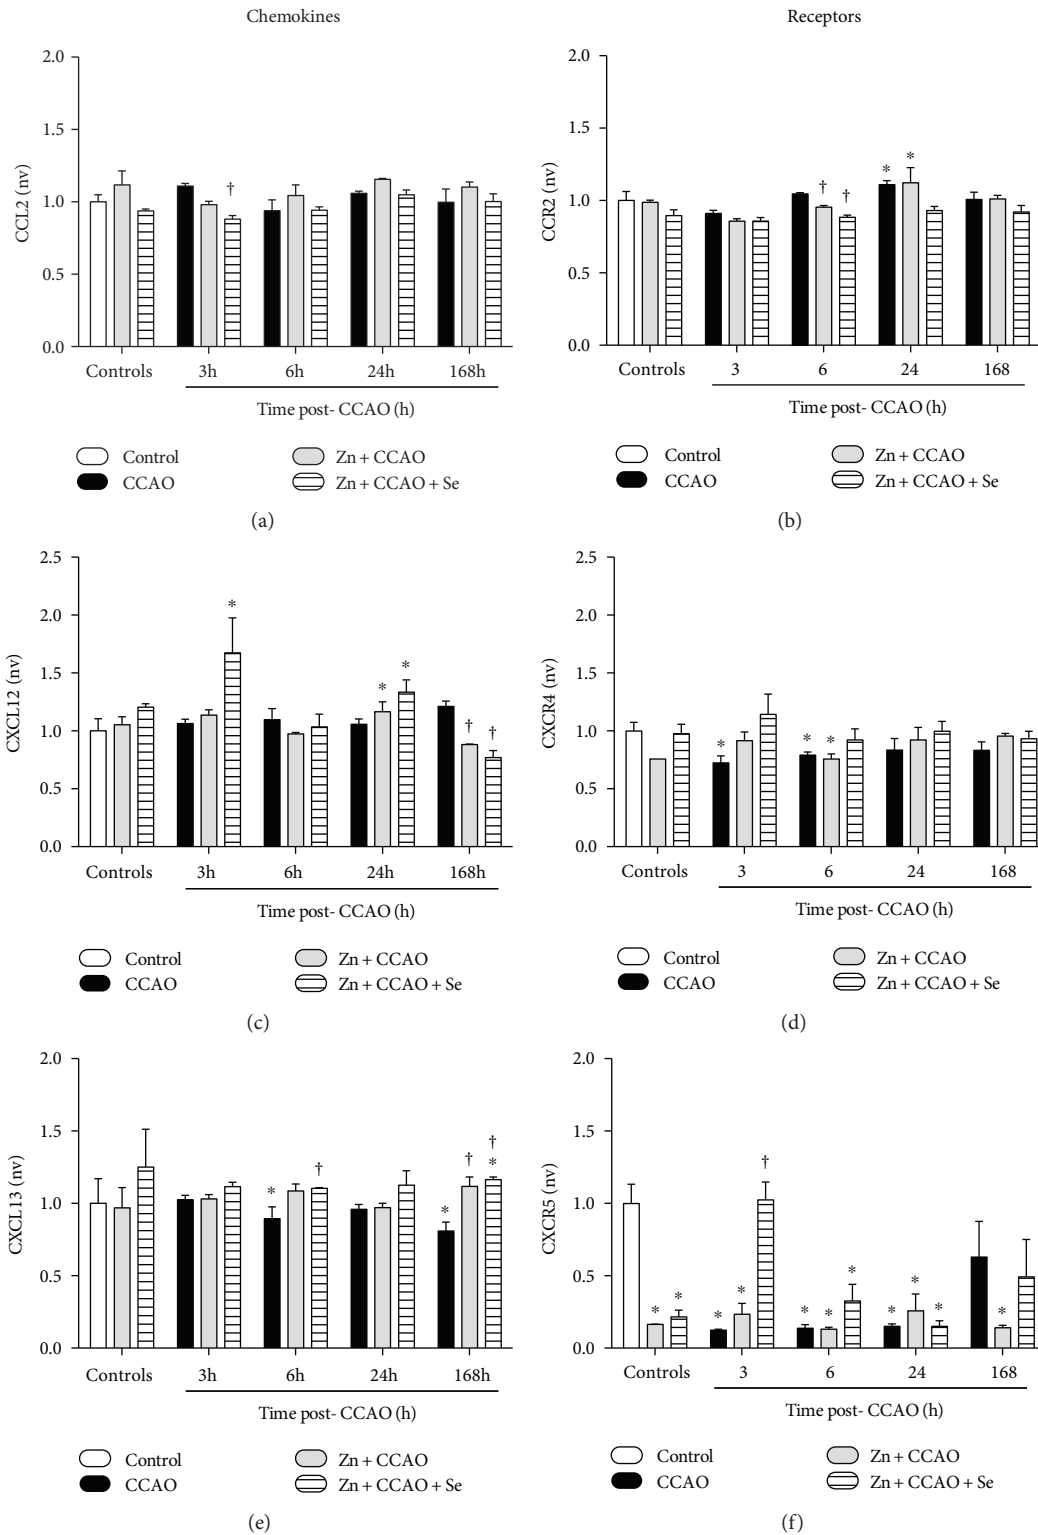 Chemokines
Receptors
CCL2 (nv)
2.0
1.5
1.0
0.5
0.0
†
Controls 3h 6h 24h 168h
Time post- CCAO (h)
Control Zn + CCAO
CCAO Zn + CCAO + Se
(a)
CCR2 (nv)
2.0
1.5
1.0
0.5
0.0
† † * *
Controls 3 6 24 168
Time post- CCAO (h)
Control Zn + CCAO
CCAO Zn + CCAO + Se
(b)
CXCL12 (nv)
2.5
2.0
1.5
1.0
0.5
0.0
* * * † †
Controls 3h 6h 24h 168h
Time post- CCAO (h)
Control Zn + CCAO
CCAO Zn + CCAO + Se
(c)
CXCR4 (nv)
2.5
2.0
1.5
1.0
0.5
0.0
* * *
Controls 3 6 24 168
Time post- CCAO (h)
Control Zn + CCAO
CCAO Zn + CCAO + Se
(d)
CXCL13 (nv)
2.0
1.5
1.0
0.5
0.0
* † * † † *
Controls 3h 6h 24h 168h
Time post- CCAO (h)
Control Zn + CCAO
CCAO Zn + CCAO + Se
(e)
CXCR5 (nv)
2.0
1.5
1.0
0.5
0.0
* * * * † * * * * * * *
Controls 3 6 24 168
Time post- CCAO (h)
Control Zn + CCAO
CCAO Zn + CCAO + Se
(f)